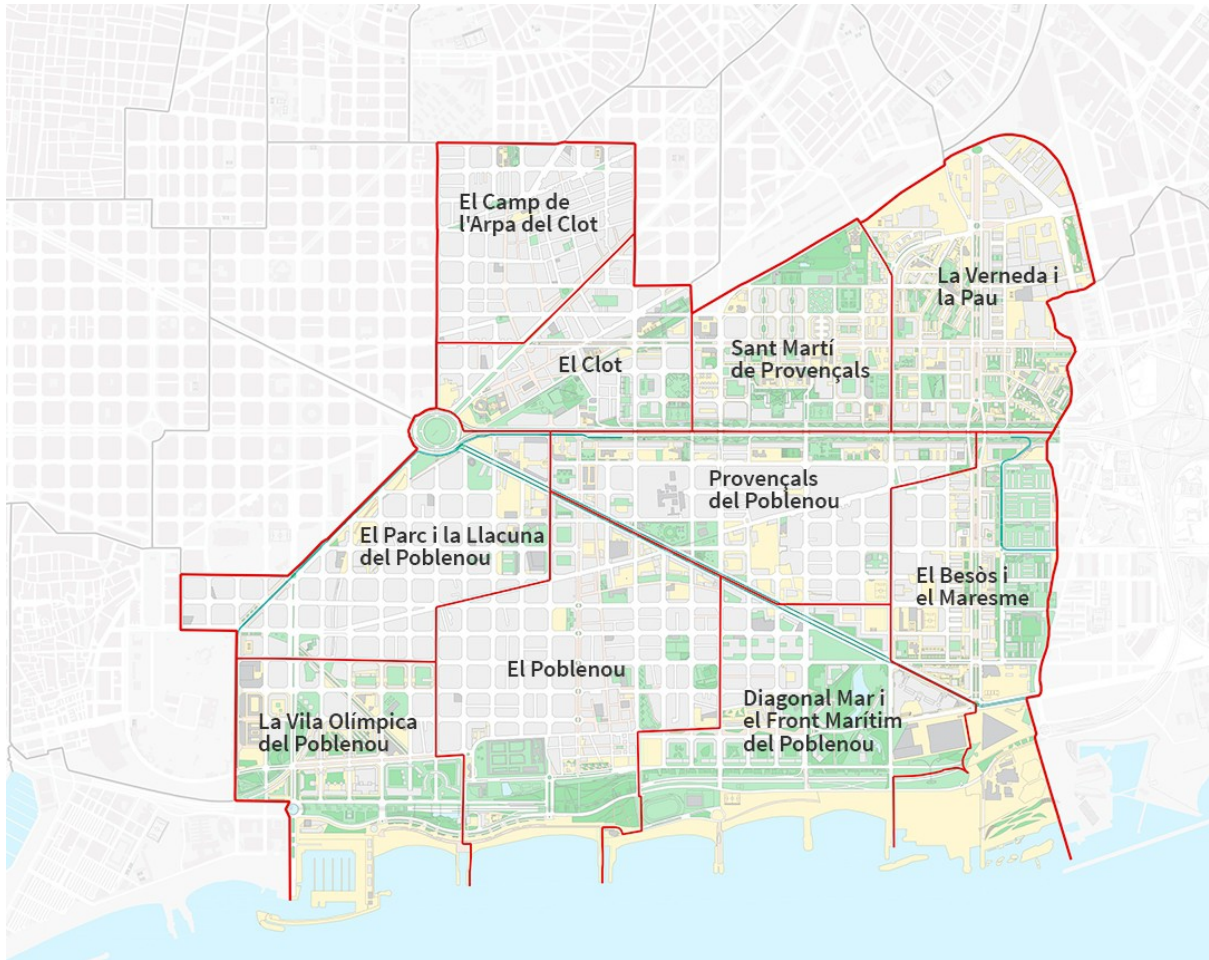 El Camp de
l'Arpa del Clot
La Verneda i
la Pau
El Clot
Sant Martí
de Provençals
Provençals
del Poblenou
El Parc i la Llacuna
del Poblenou
El Besòs i
el Maresme
El Poblenou
Diagonal Mar i
el Front Marítim
del Poblenou
La Vila Olímpica
del Poblenou